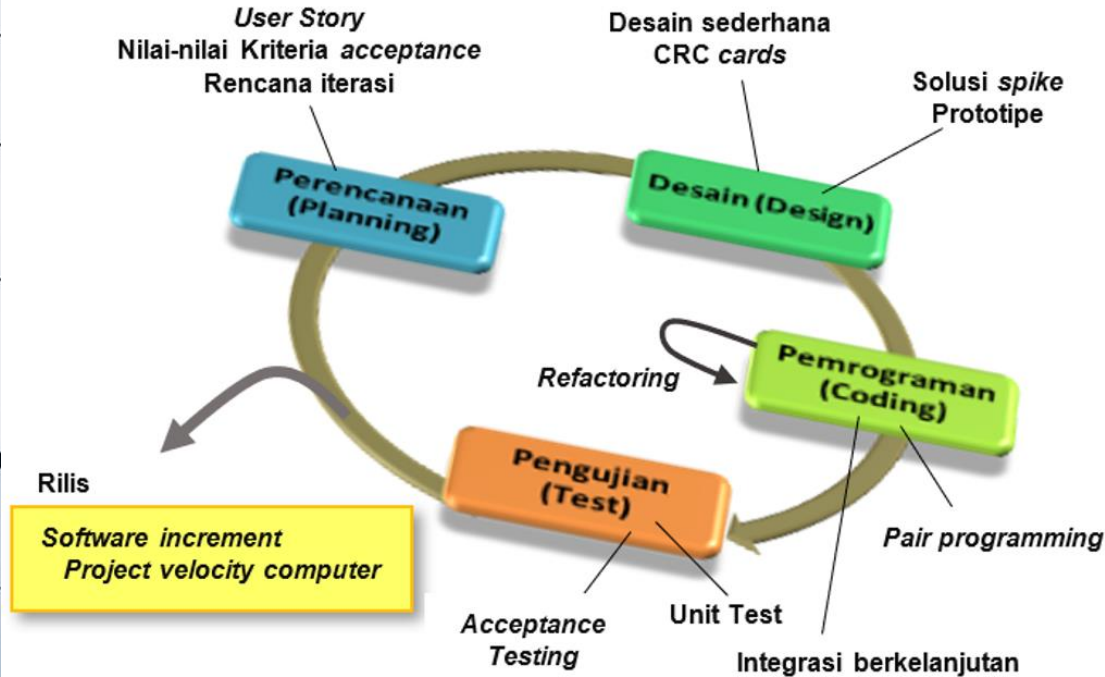 User Story
Nilai-nilai Kriteria acceptance
Rencana iterasi
Desain sederhana
CRC cards
Solusi spike
Prototipe
Perencanaan
(Planning)
Desain (Design)
Refactoring
Pemrograman
(Coding)
Pengujian
(Test)
Rilis
Software increment
Project velocity computer
Pair programming
Acceptance
Testing
Unit Test
Integrasi berkelanjutan